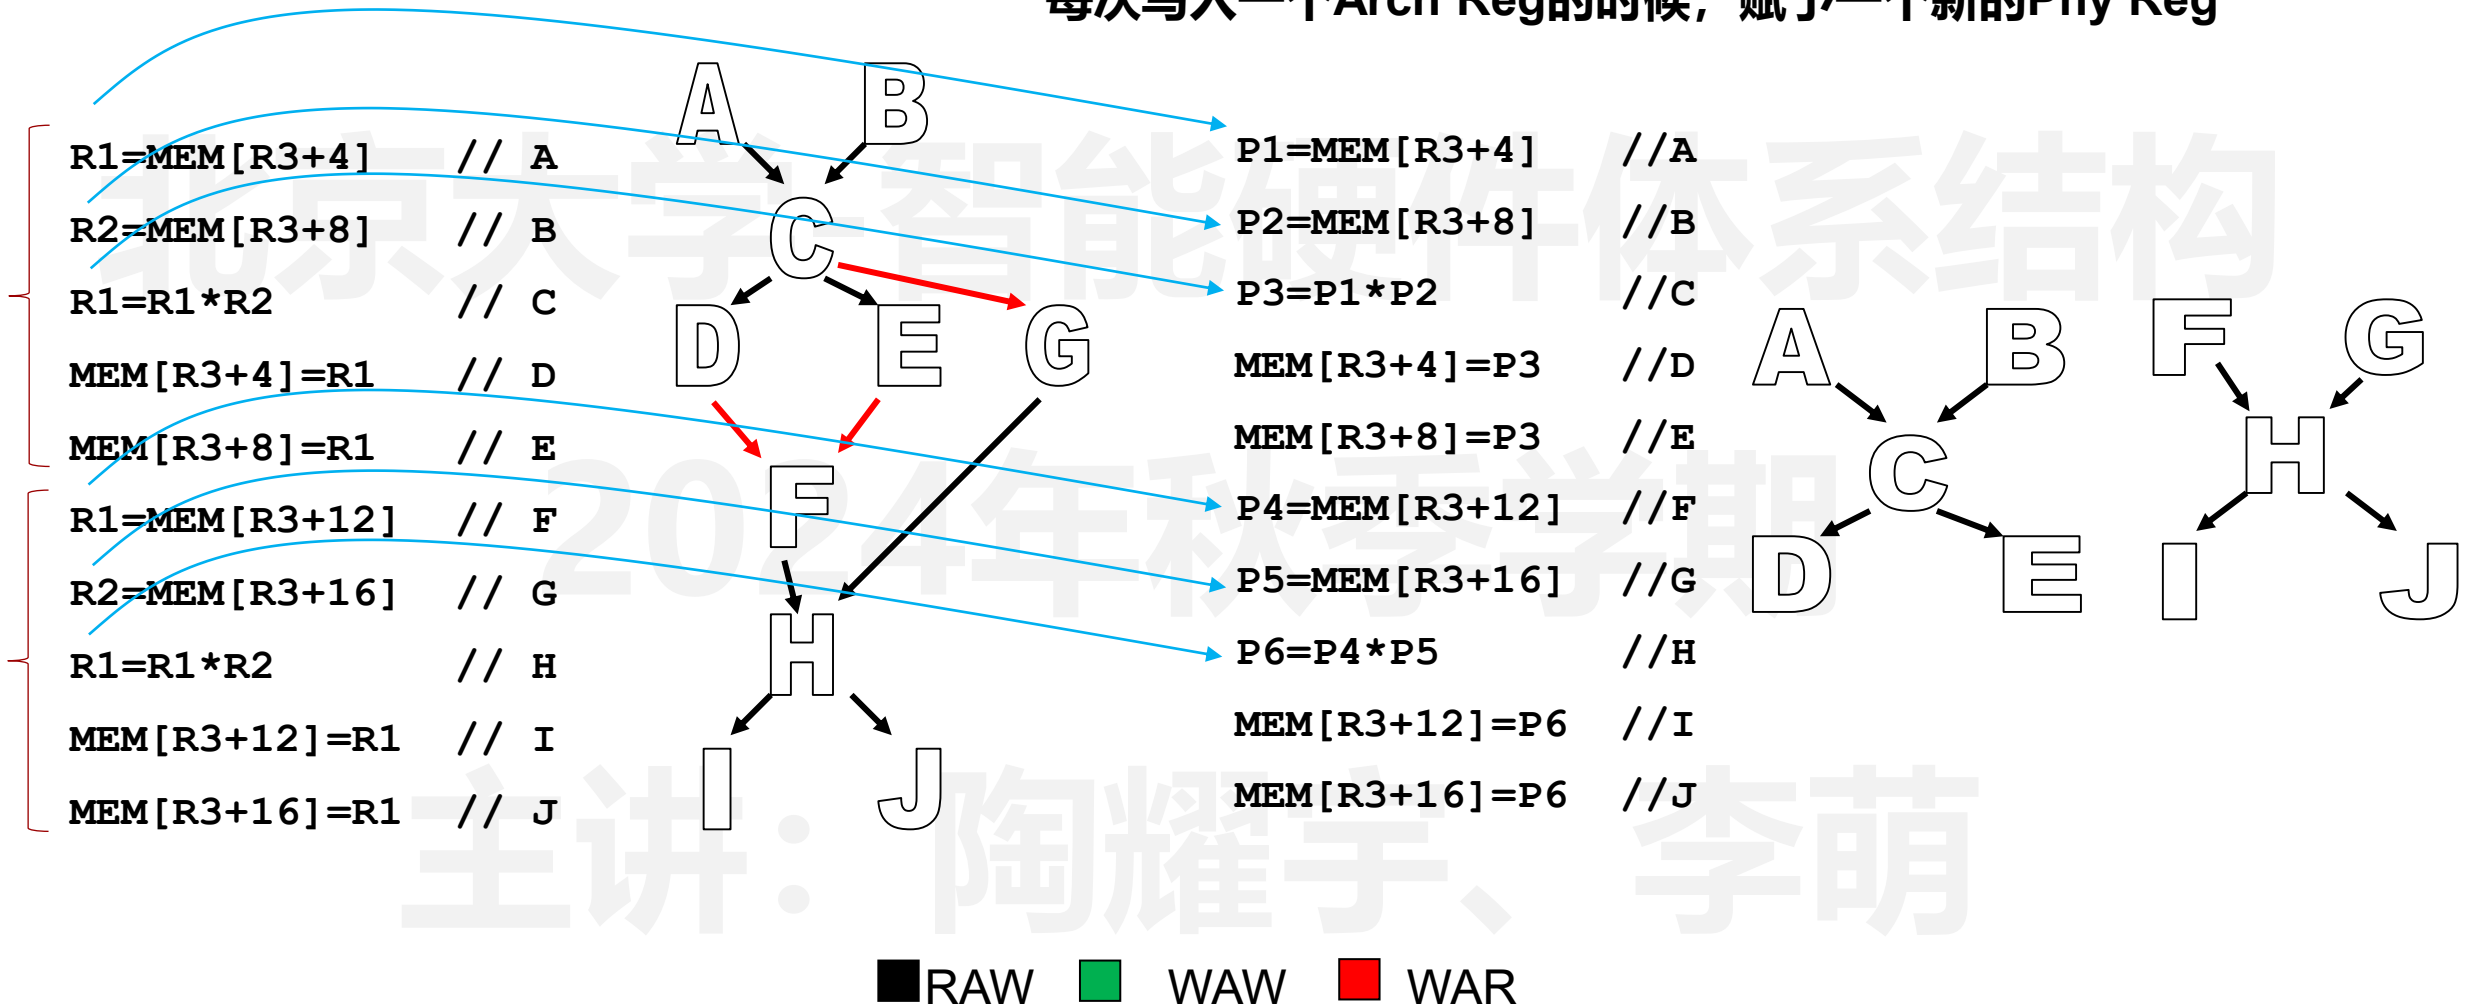 每次写入一个Arch Reg的时候，赋予一个新的Phy Reg
北京大学-智能硬件体系结构
2024年秋季学期
主讲：陶耀宇、李萌
R1=MEM[R3+4] // A
R2=MEM[R3+8] // B
R1=R1*R2 // C
MEM[R3+4]=R1 // D
MEM[R3+8]=R1 // E
R1=MEM[R3+12] // F
R2=MEM[R3+16] // G
R1=R1*R2 // H
MEM[R3+12]=R1 // I
MEM[R3+16]=R1 // J
A B
C
D E G
F
H
I J
P1=MEM[R3+4] //A
P2=MEM[R3+8] //B
P3=P1*P2 //C
MEM[R3+4]=P3 //D
MEM[R3+8]=P3 //E
P4=MEM[R3+12] //F
P5=MEM[R3+16] //G
P6=P4*P5 //H
MEM[R3+12]=P6 //I
MEM[R3+16]=P6 //J
A B F G
C H
D E I J
RAW WAW WAR